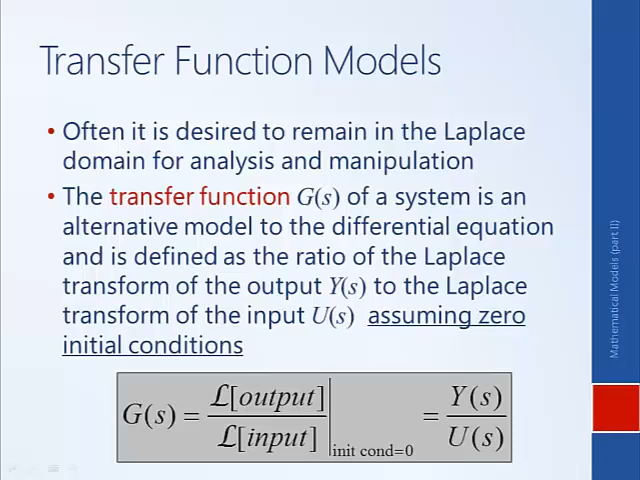 Transfer Function Models
• Often it is desired to remain in the Laplace
domain for analysis and manipulation
• The transfer function G(s) of a system is an
alternative model to the differential equation
and is defined as the ratio of the Laplace
transform of the output Y(s) to the Laplace
transform of the input U(s) assuming zero
initial conditions
G(s) = ℒ[output] / ℒ[input] |init cond=0 = Y(s) / U(s)
Mathematical Models (part II)